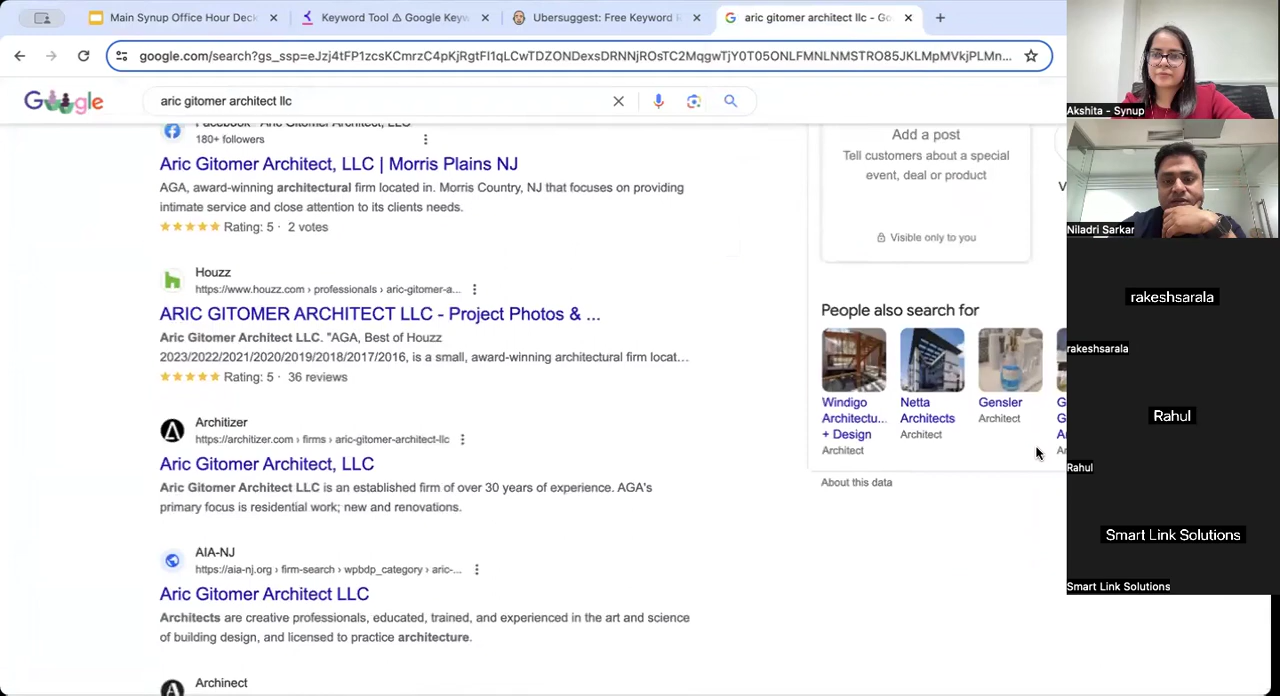 Main Synup Office Hour Deck
Keyword Tool ⚠ Google Keyw
Ubersuggest: Free Keyword
aric gitomer architect llc - Go
google.com/search?gs_ssp=eJzj4tFP1zcsKCmrzC4pKjRgtFI1qLCwTDZONDexsDRNNjROsTC2MqgwTjY0T05ONLFMNLNMSTRO85JKLMpMVkjPLMn...
Google
aric gitomer architect llc
Facebook · Aric Gitomer Architect, LLC
180+ followers
Aric Gitomer Architect, LLC | Morris Plains NJ
AGA, award-winning architectural firm located in. Morris Country, NJ that focuses on providing
intimate service and close attention to its clients needs.
Rating: 5 · 2 votes
Houzz
https://www.houzz.com › professionals › aric-gitomer-a...
ARIC GITOMER ARCHITECT LLC - Project Photos & ...
Aric Gitomer Architect LLC. "AGA, Best of Houzz
2023/2022/2021/2020/2019/2018/2017/2016, is a small, award-winning architectural firm locat...
Rating: 5 · 36 reviews
Architizer
https://architizer.com › firms › aric-gitomer-architect-llc
Aric Gitomer Architect, LLC
Aric Gitomer Architect LLC is an established firm of over 30 years of experience. AGA's
primary focus is residential work; new and renovations.
AIA-NJ
https://aia-nj.org › firm-search › wpbdp_category › aric-...
Aric Gitomer Architect LLC
Architects are creative professionals, educated, trained, and experienced in the art and science
of building design, and licensed to practice architecture.
Archinect
Add a post
Tell customers about a special
event, deal or product
Visible only to you
V
People also search for
Windigo
Architectu...
+ Design
Architect
Netta
Architects
Architect
Gensler
Architect
G
G
A
Ar
About this data
Akshita - Synup
Niladri Sarkar
rakeshsarala
rakeshsarala
Rahul
Rahul
Smart Link Solutions
Smart Link Solutions